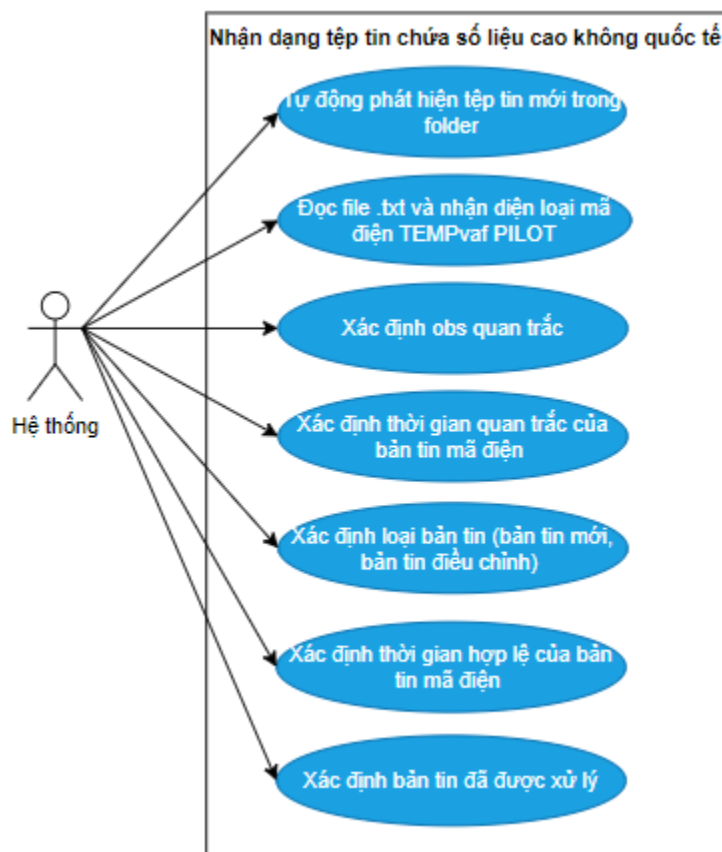 Nhận dạng tệp tin chứa số liệu cao không quốc tế
Tự động phát hiện tệp tin mới trong
folder
Đọc file .txt và nhận diện loại mã
điện TEMPvaf PILOT
Xác định obs quan trắc
Hệ thống
Xác định thời gian quan trắc của
bản tin mã điện
Xác định loại bản tin (bản tin mới,
bản tin điều chỉnh)
Xác định thời gian hợp lệ của bản
tin mã điện
Xác định bản tin đã được xử lý